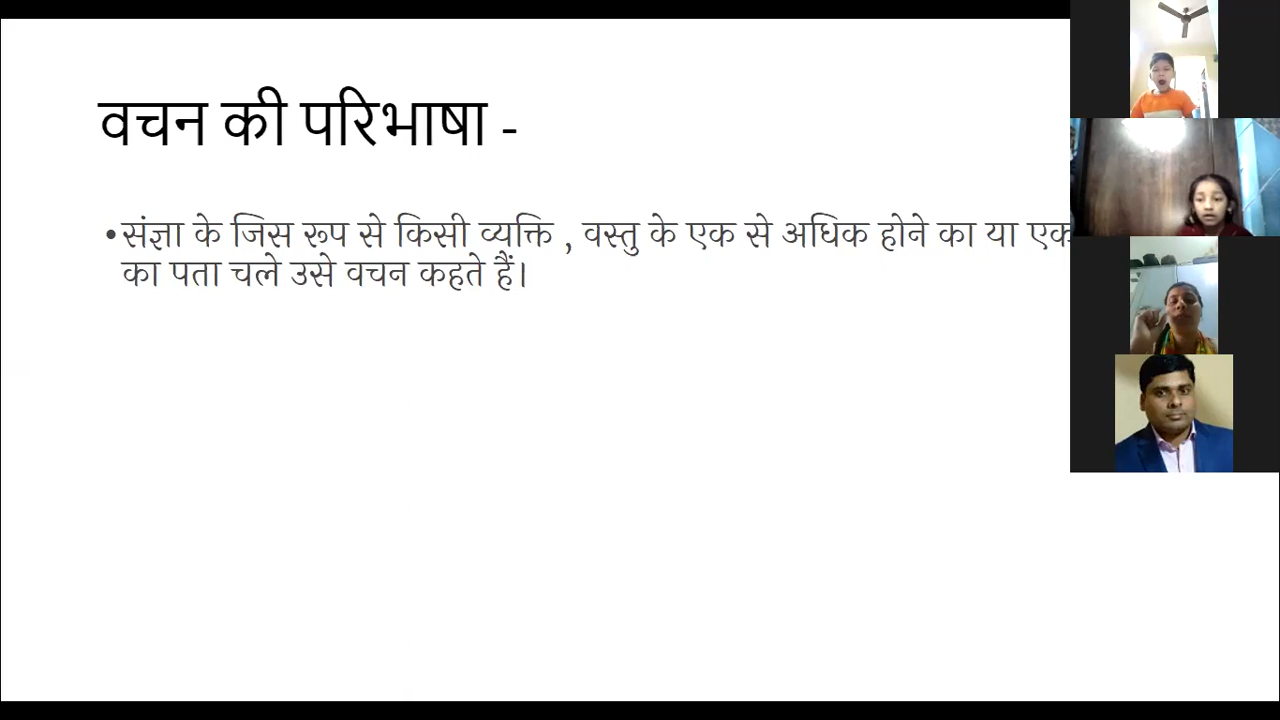 वचन की परिभाषा -
•संज्ञा के जिस रूप से किसी व्यक्ति , वस्तु के एक से अधिक होने का या एक
का पता चले उसे वचन कहते हैं।